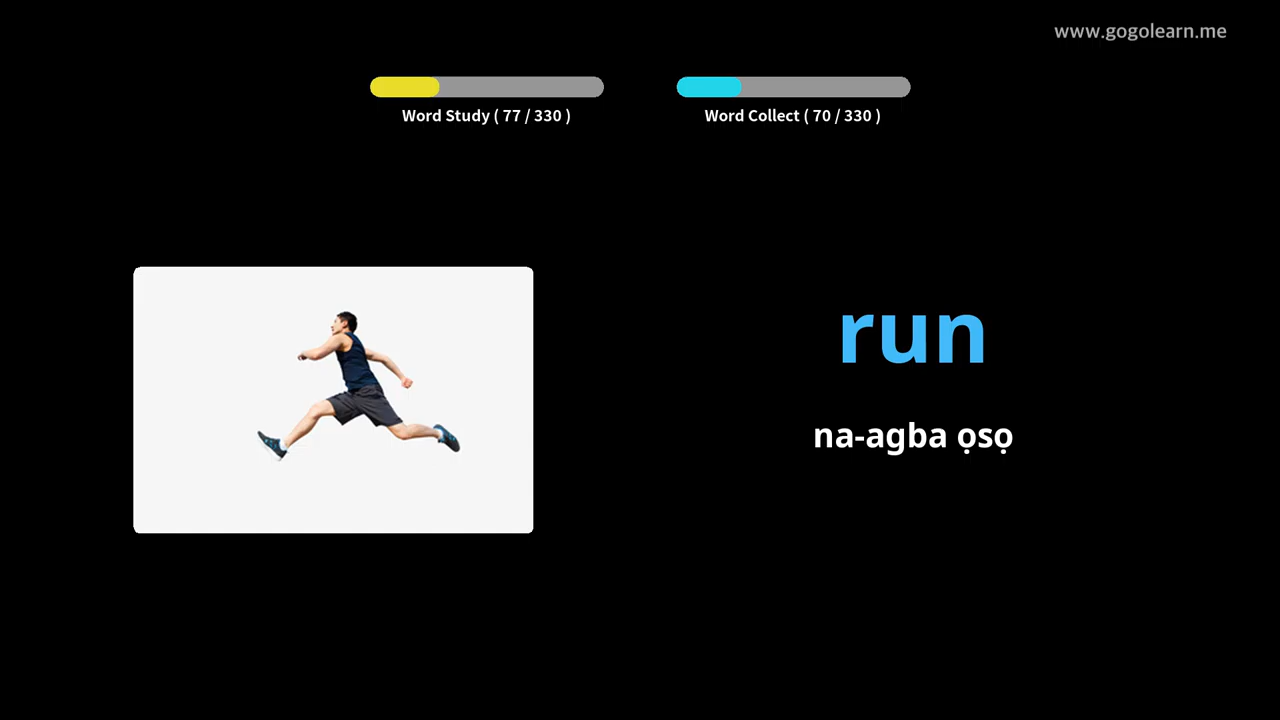 www.gogolearn.me
Word Study ( 77 / 330 )
Word Collect ( 70 / 330 )
run
na-agba ọsọ